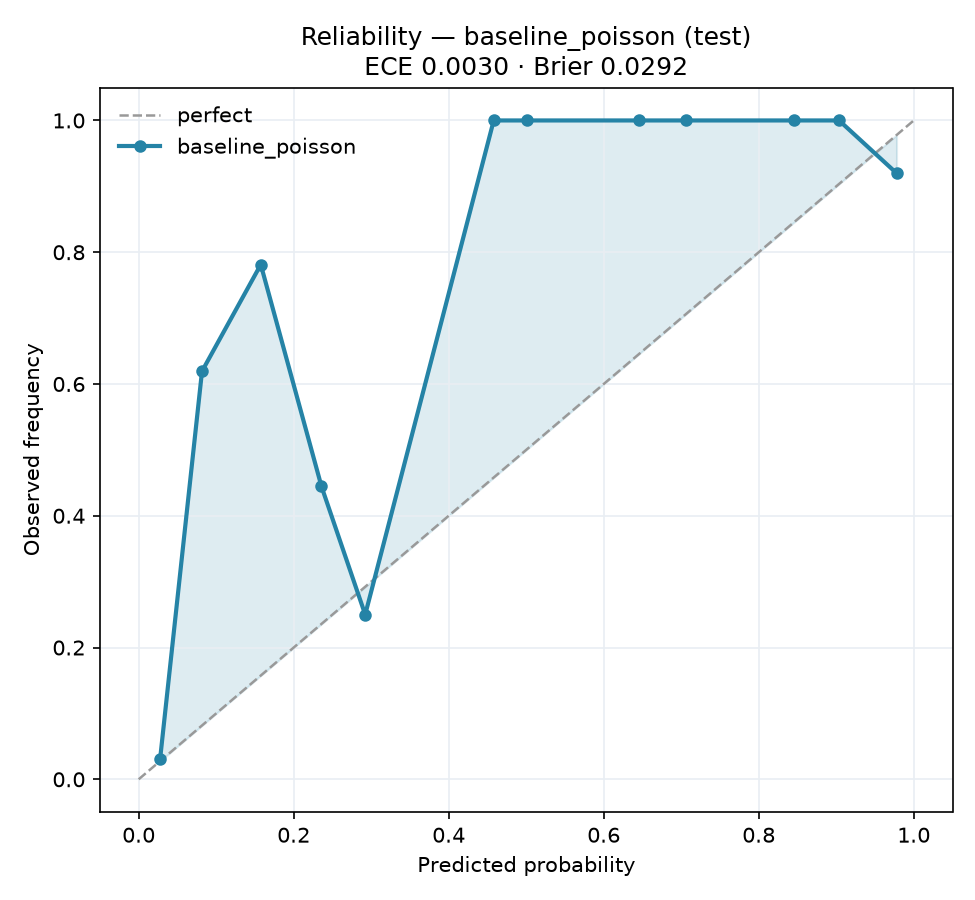 Reliability — baseline_poisson (test)
ECE 0.0030 · Brier 0.0292
perfect
baseline_poisson
1.0
0.8
0.6
0.4
0.2
0.0
Observed frequency
0.0 0.2 0.4 0.6 0.8 1.0
Predicted probability